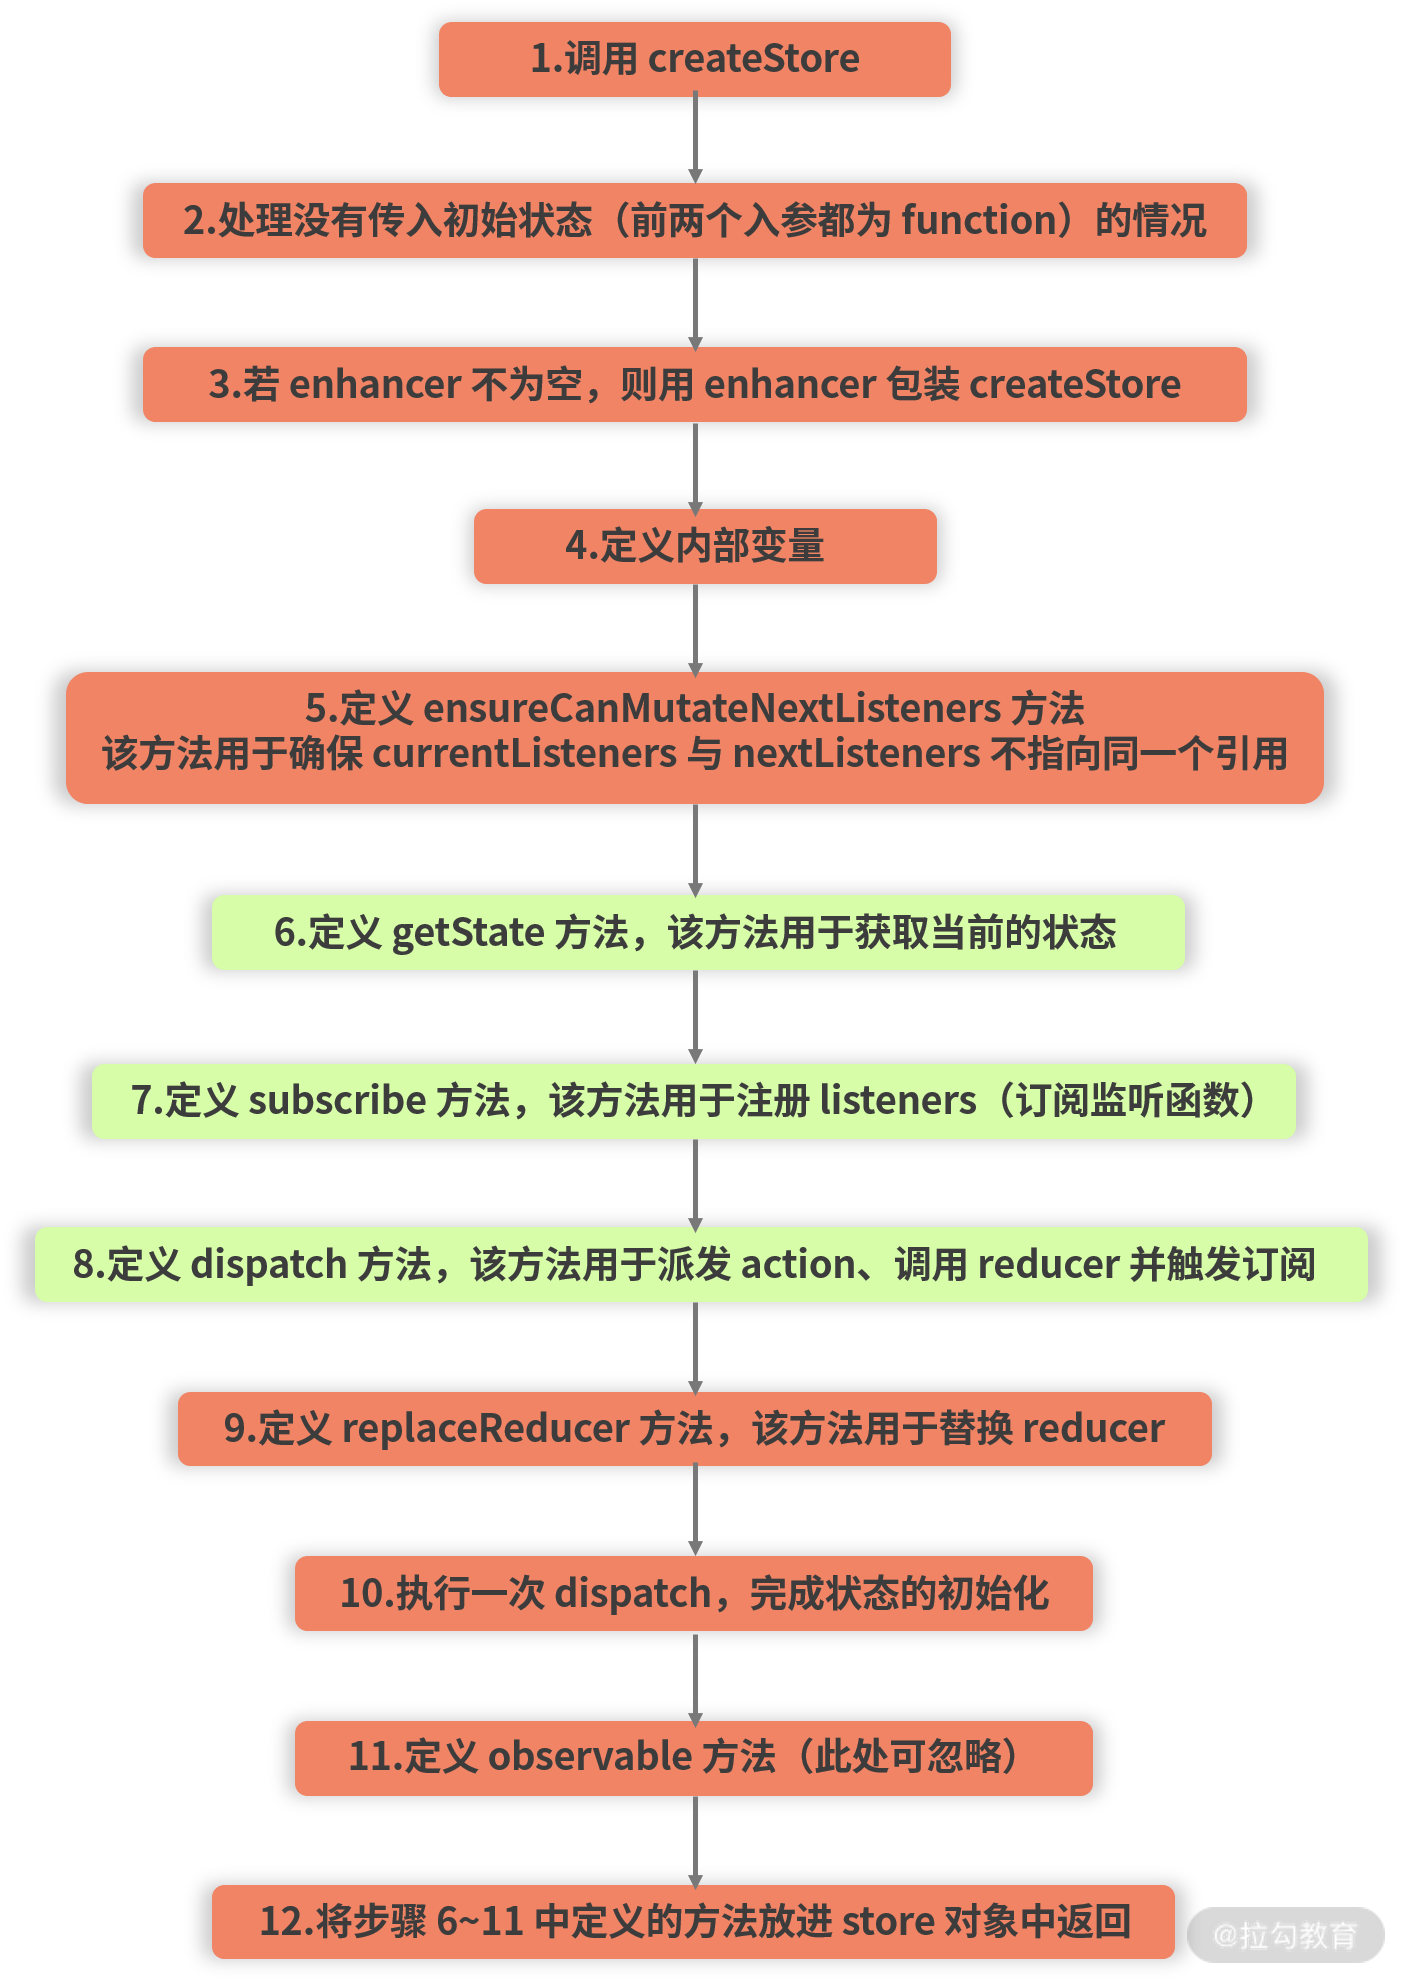 1.调用 createStore
2.处理没有传入初始状态（前两个入参都为 function）的情况
3.若 enhancer 不为空，则用 enhancer 包装 createStore
4.定义内部变量
5.定义 ensureCanMutateNextListeners 方法
该方法用于确保 currentListeners 与 nextListeners 不指向同一个引用
6.定义 getState 方法，该方法用于获取当前的状态
7.定义 subscribe 方法，该方法用于注册 listeners（订阅监听函数）
8.定义 dispatch 方法，该方法用于派发 action、调用 reducer 并触发订阅
9.定义 replaceReducer 方法，该方法用于替换 reducer
10.执行一次 dispatch，完成状态的初始化
11.定义 observable 方法（此处可忽略）
12.将步骤 6~11 中定义的方法放进 store 对象中返回
@拉勾教育